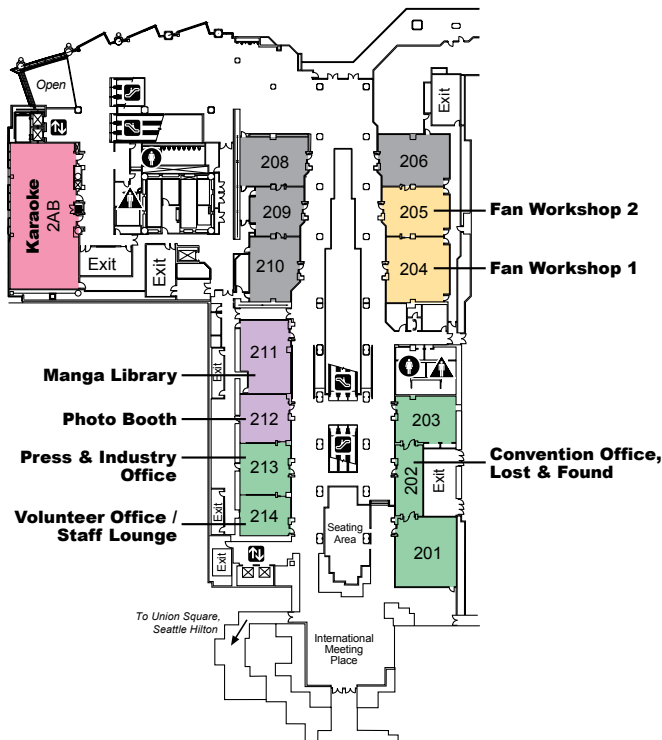 Open
Exit
208
206
Karaoke
2AB
209
205
Fan Workshop 2
Exit
Exit
210
204
Fan Workshop 1
211
Exit
Manga Library
Photo Booth
212
203
Press & Industry
Office
213
202
Exit
Convention Office,
Lost & Found
Volunteer Office /
Staff Lounge
214
Exit
Seating
Area
201
Exit
To Union Square,
Seattle Hilton
International
Meeting
Place